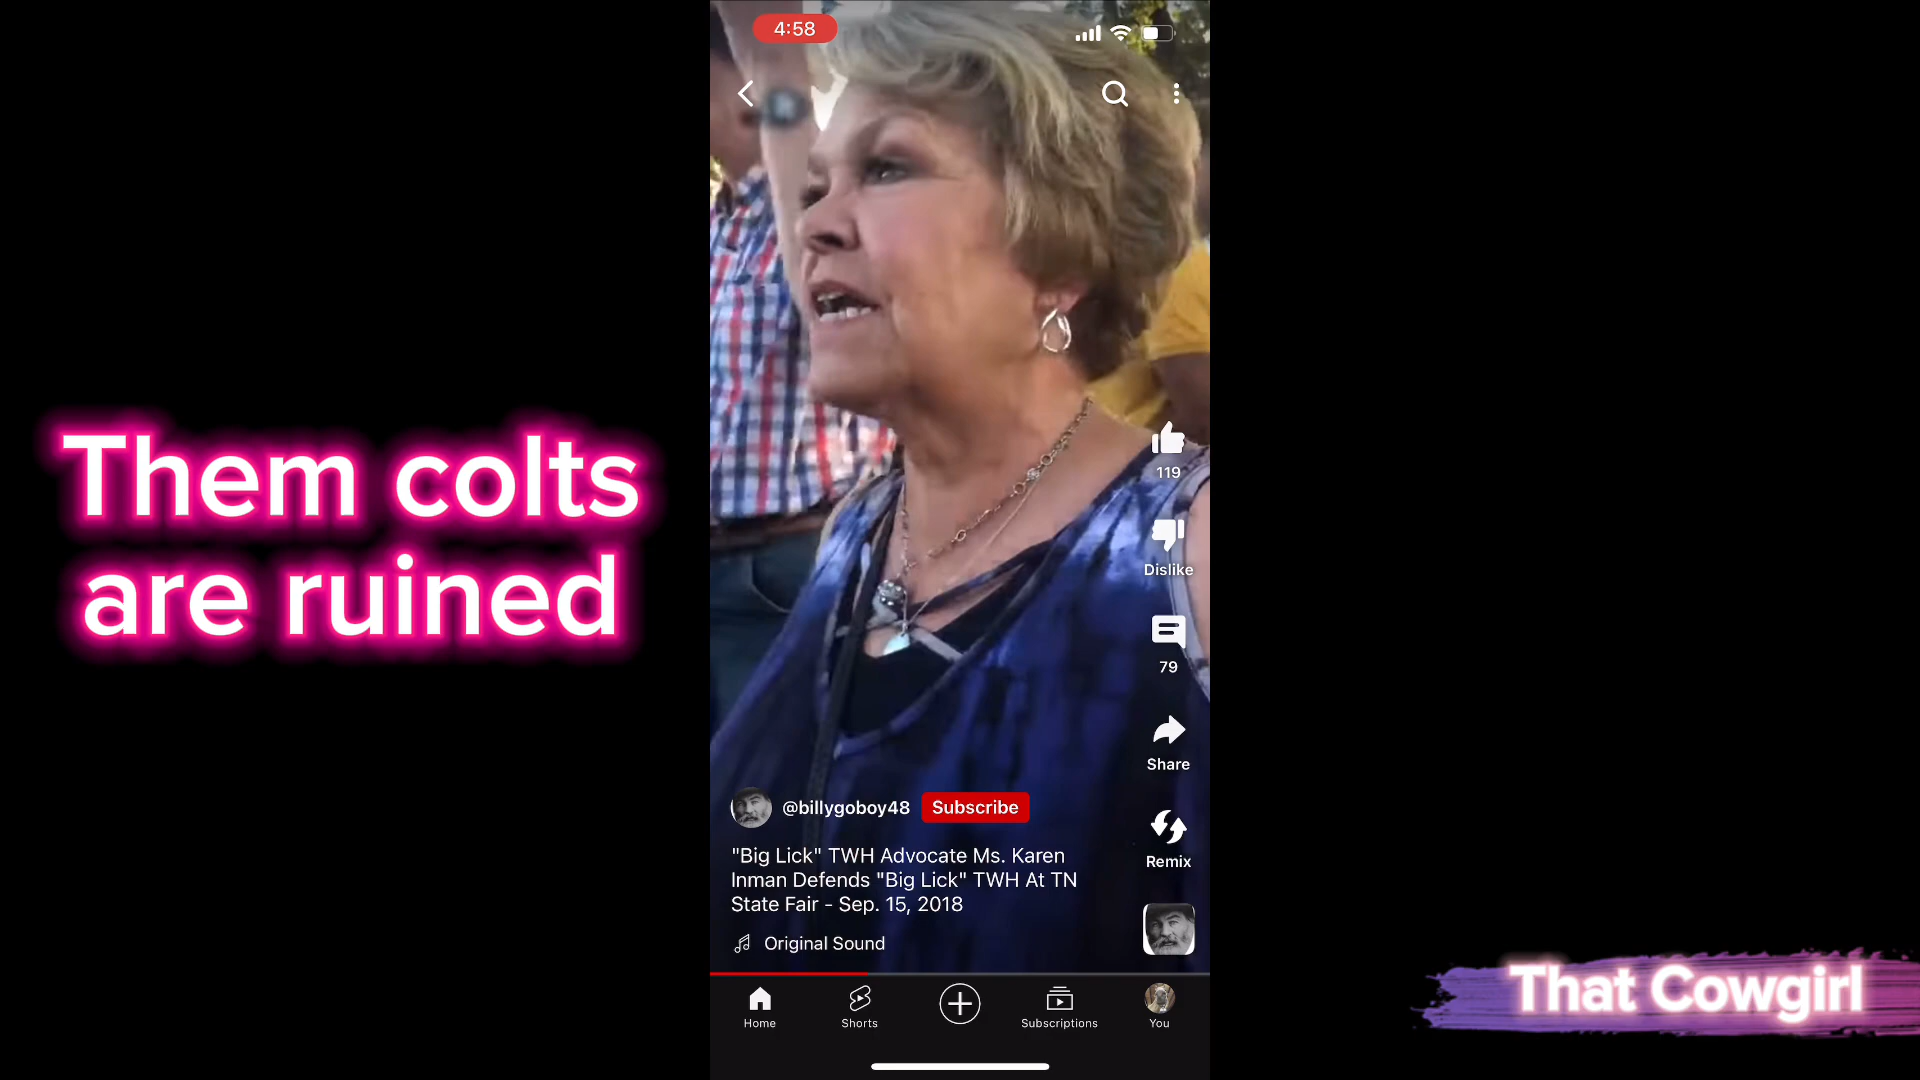 4:58
Them colts
are ruined
119
Dislike
79
Share
@billygoboy48 Subscribe
Remix
"Big Lick" TWH Advocate Ms. Karen
Inman Defends "Big Lick" TWH At TN
State Fair - Sep. 15, 2018
Original Sound
Home
Shorts
Subscriptions
You
That Cowgirl